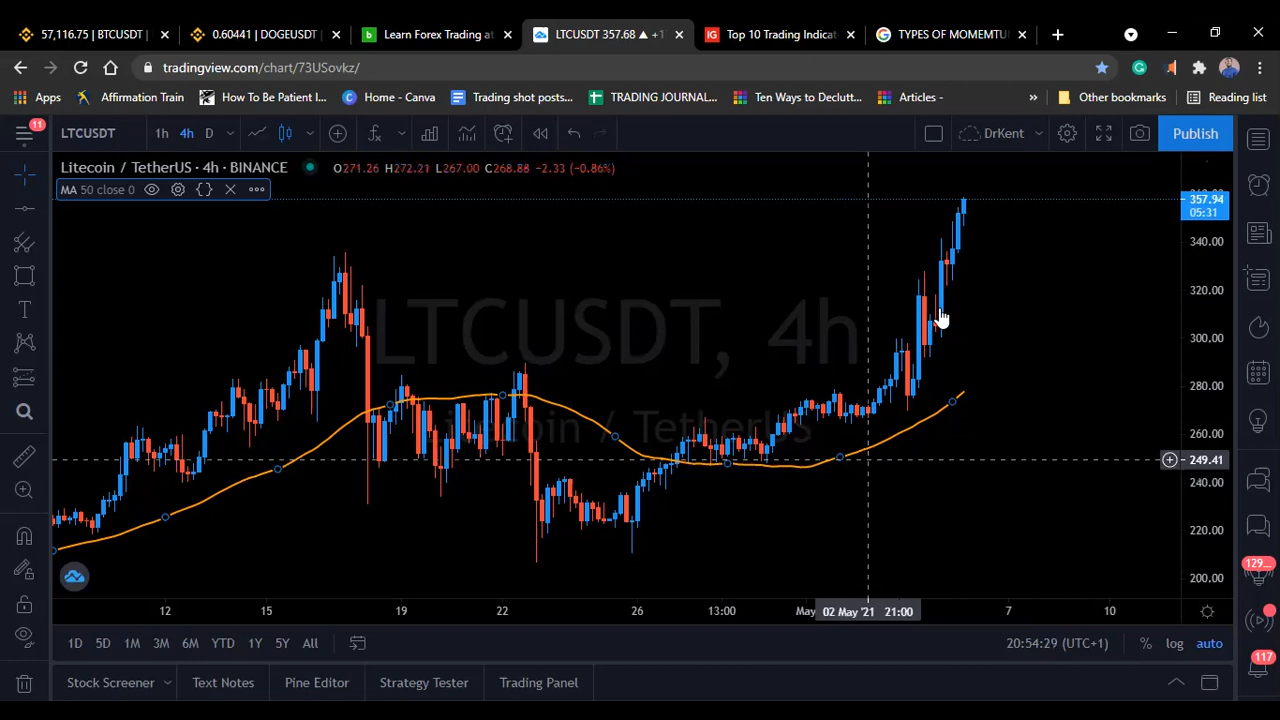 57,116.75 | BTCUSDT |
0.60441 | DOGEUSDT
Learn Forex Trading at
LTCUSDT 357.68 ▲ +1
IG Top 10 Trading Indicat
TYPES OF MOMEMTU
tradingview.com/chart/73USovkz/
Apps
Affirmation Train
How To Be Patient I...
Home - Canva
Trading shot posts...
TRADING JOURNAL...
Ten Ways to Declutt...
Articles -
»
Other bookmarks
Reading list
11
LTCUSDT
1h
4h
D
DrKent
Publish
Litecoin / TetherUS · 4h · BINANCE
O271.26 H272.21 L267.00 C268.88 −2.33 (−0.86%)
MA 50 close 0
357.94
05:31
340.00
320.00
LTCUSDT, 4h
300.00
280.00
Litecoin / TetherUS
260.00
249.41
240.00
220.00
200.00
12
15
19
22
26
13:00
May
02 May '21 21:00
7
10
1D
5D
1M
3M
6M
YTD
1Y
5Y
All
20:54:29 (UTC+1)
%
log
auto
Stock Screener
Text Notes
Pine Editor
Strategy Tester
Trading Panel
129...
117